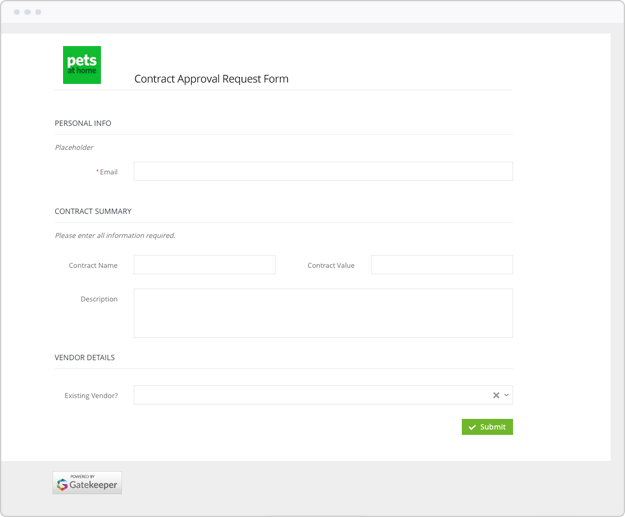 pets
at home
Contract Approval Request Form
PERSONAL INFO
Placeholder
*Email
CONTRACT SUMMARY
Please enter all information required.
Contract Name
Contract Value
Description
VENDOR DETAILS
Existing Vendor?
Submit
POWERED BY
Gatekeeper